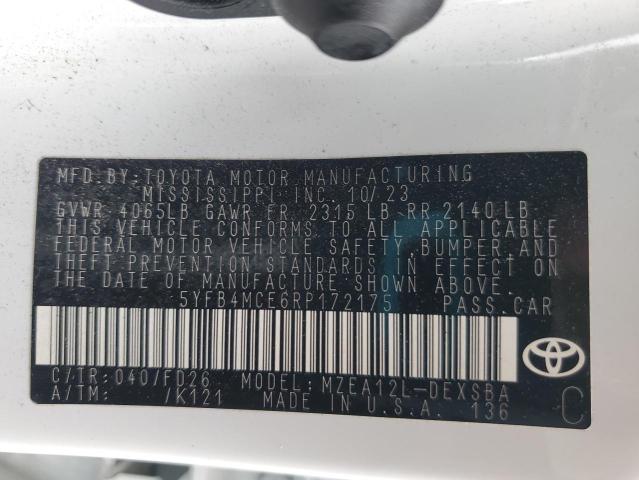 MFD. BY: TOYOTA MOTOR MANUFACTURING
MISSISSIPPI INC. 10/23
GVWR 4065LB GAWR FR. 2315 LB RR 2140 LB
THIS VEHICLE CONFORMS TO ALL APPLICABLE
FEDERAL MOTOR VEHICLE SAFETY, BUMPER, AND
THEFT PREVENTION STANDARDS IN EFFECT ON
THE DATE OF MANUFACTURE SHOWN ABOVE.
5YFB4MCE6RP172175 PASS. CAR
C/TR: 040/FD26 MODEL: MZEA12L-DEXSBA
A/TM: /K121 MADE IN U.S.A. 136
TOYOTA
C